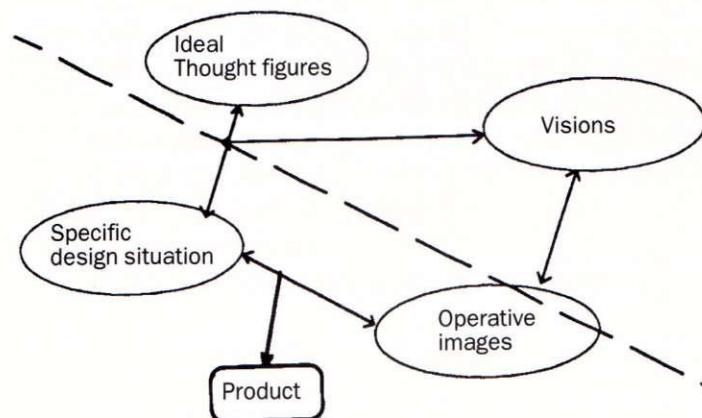 Ideal
Thought figures
Visions
Specific
design situation
Operative
images
Product